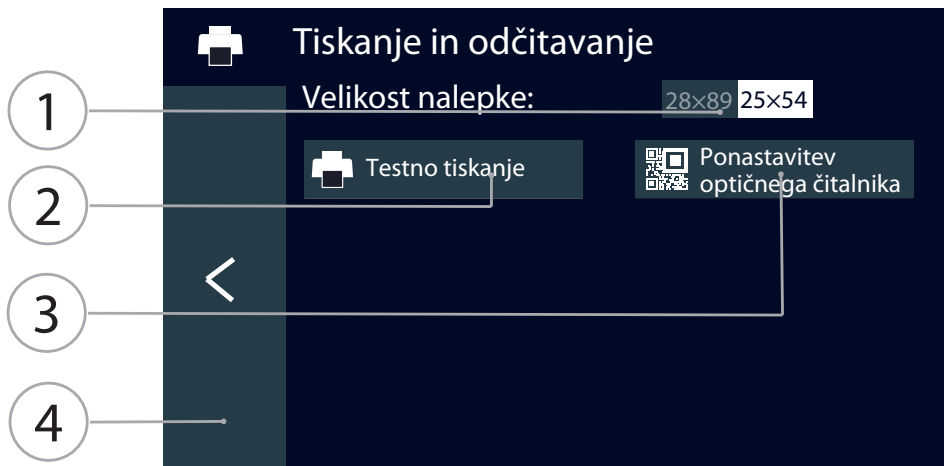 Tiskanje in odčitavanje
1
Velikost nalepke: 28×89 25×54
2
Testno tiskanje
Ponastavitev
optičnega čitalnika
3
4